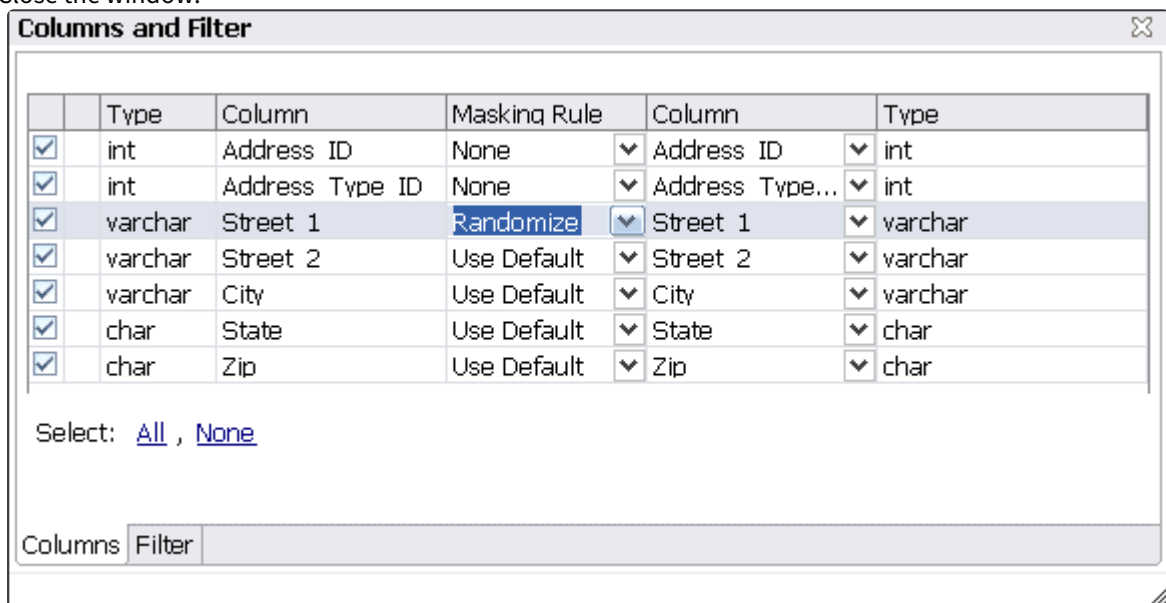 Close the window.
Columns and Filter
Type Column Masking Rule Column Type
int Address ID None Address ID int
int Address Type ID None Address Type... int
varchar Street 1 Randomize Street 1 varchar
varchar Street 2 Use Default Street 2 varchar
varchar City Use Default City varchar
char State Use Default State char
char Zip Use Default Zip char
Select: All , None
Columns Filter